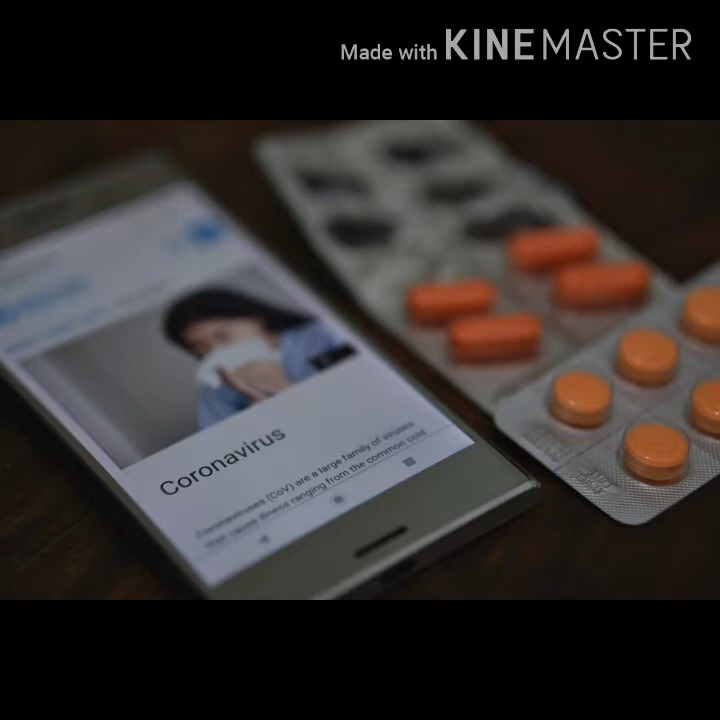 Made with KINEMASTER
Coronavirus
Coronaviruses (CoV) are a large family of viruses
that cause illness ranging from the common cold